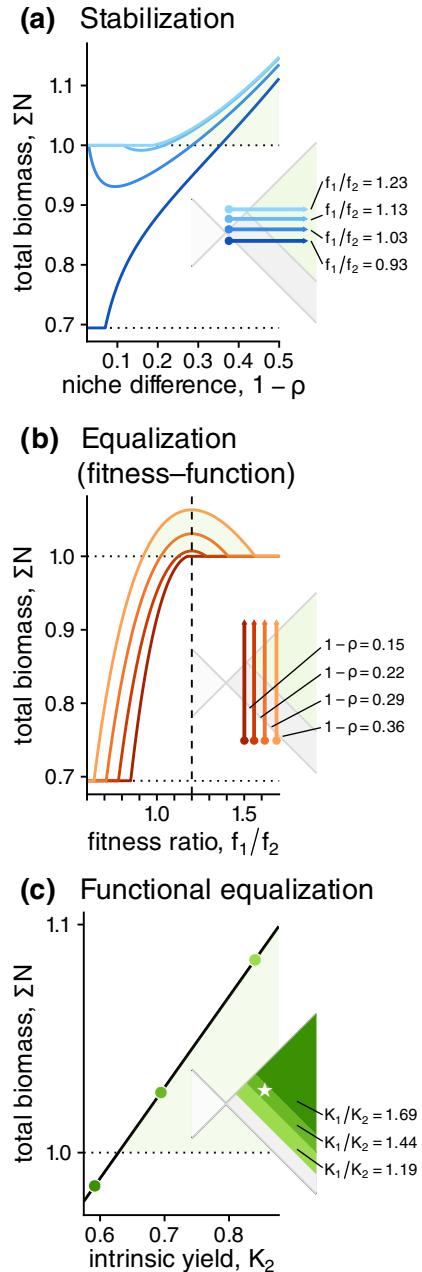 (a) Stabilization
total biomass, ΣN
1.1
1.0
0.9
0.8
0.7
f₁/f₂ = 1.23
f₁/f₂ = 1.13
f₁/f₂ = 1.03
f₁/f₂ = 0.93
0.1 0.2 0.3 0.4 0.5
niche difference, 1 − ρ
(b) Equalization
(fitness–function)
total biomass, ΣN
1.0
0.9
0.8
0.7
1−ρ = 0.15
1−ρ = 0.22
1−ρ = 0.29
1−ρ = 0.36
1.0 1.5
fitness ratio, f₁/f₂
(c) Functional equalization
total biomass, ΣN
1.1
1.0
K₁/K₂ = 1.69
K₁/K₂ = 1.44
K₁/K₂ = 1.19
0.6 0.7 0.8
intrinsic yield, K₂